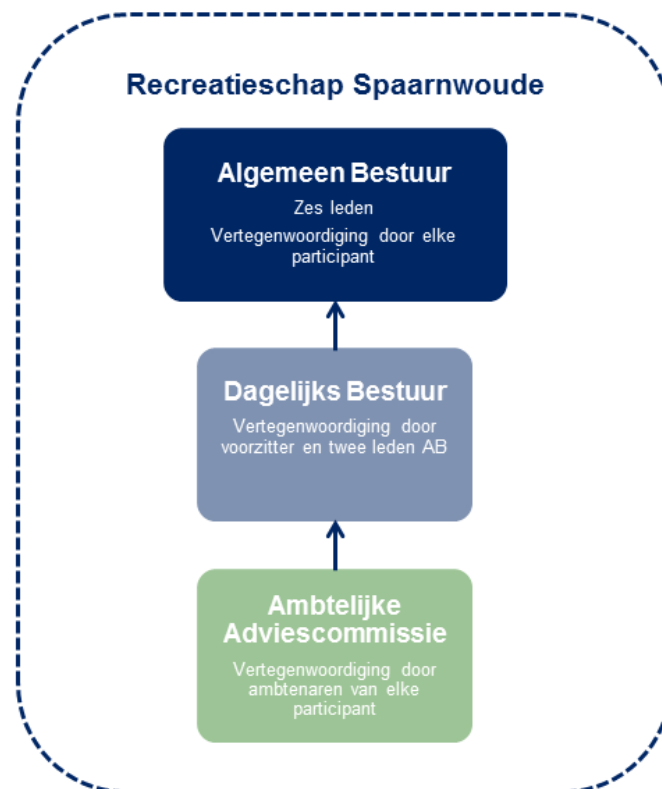 Recreatieschap Spaarnwoude
Algemeen Bestuur
Zes leden
Vertegenwoordiging door elke
participant
Dagelijks Bestuur
Vertegenwoordiging door
voorzitter en twee leden AB
Ambtelijke
Adviescommissie
Vertegenwoordiging door
ambtenaren van elke
participant